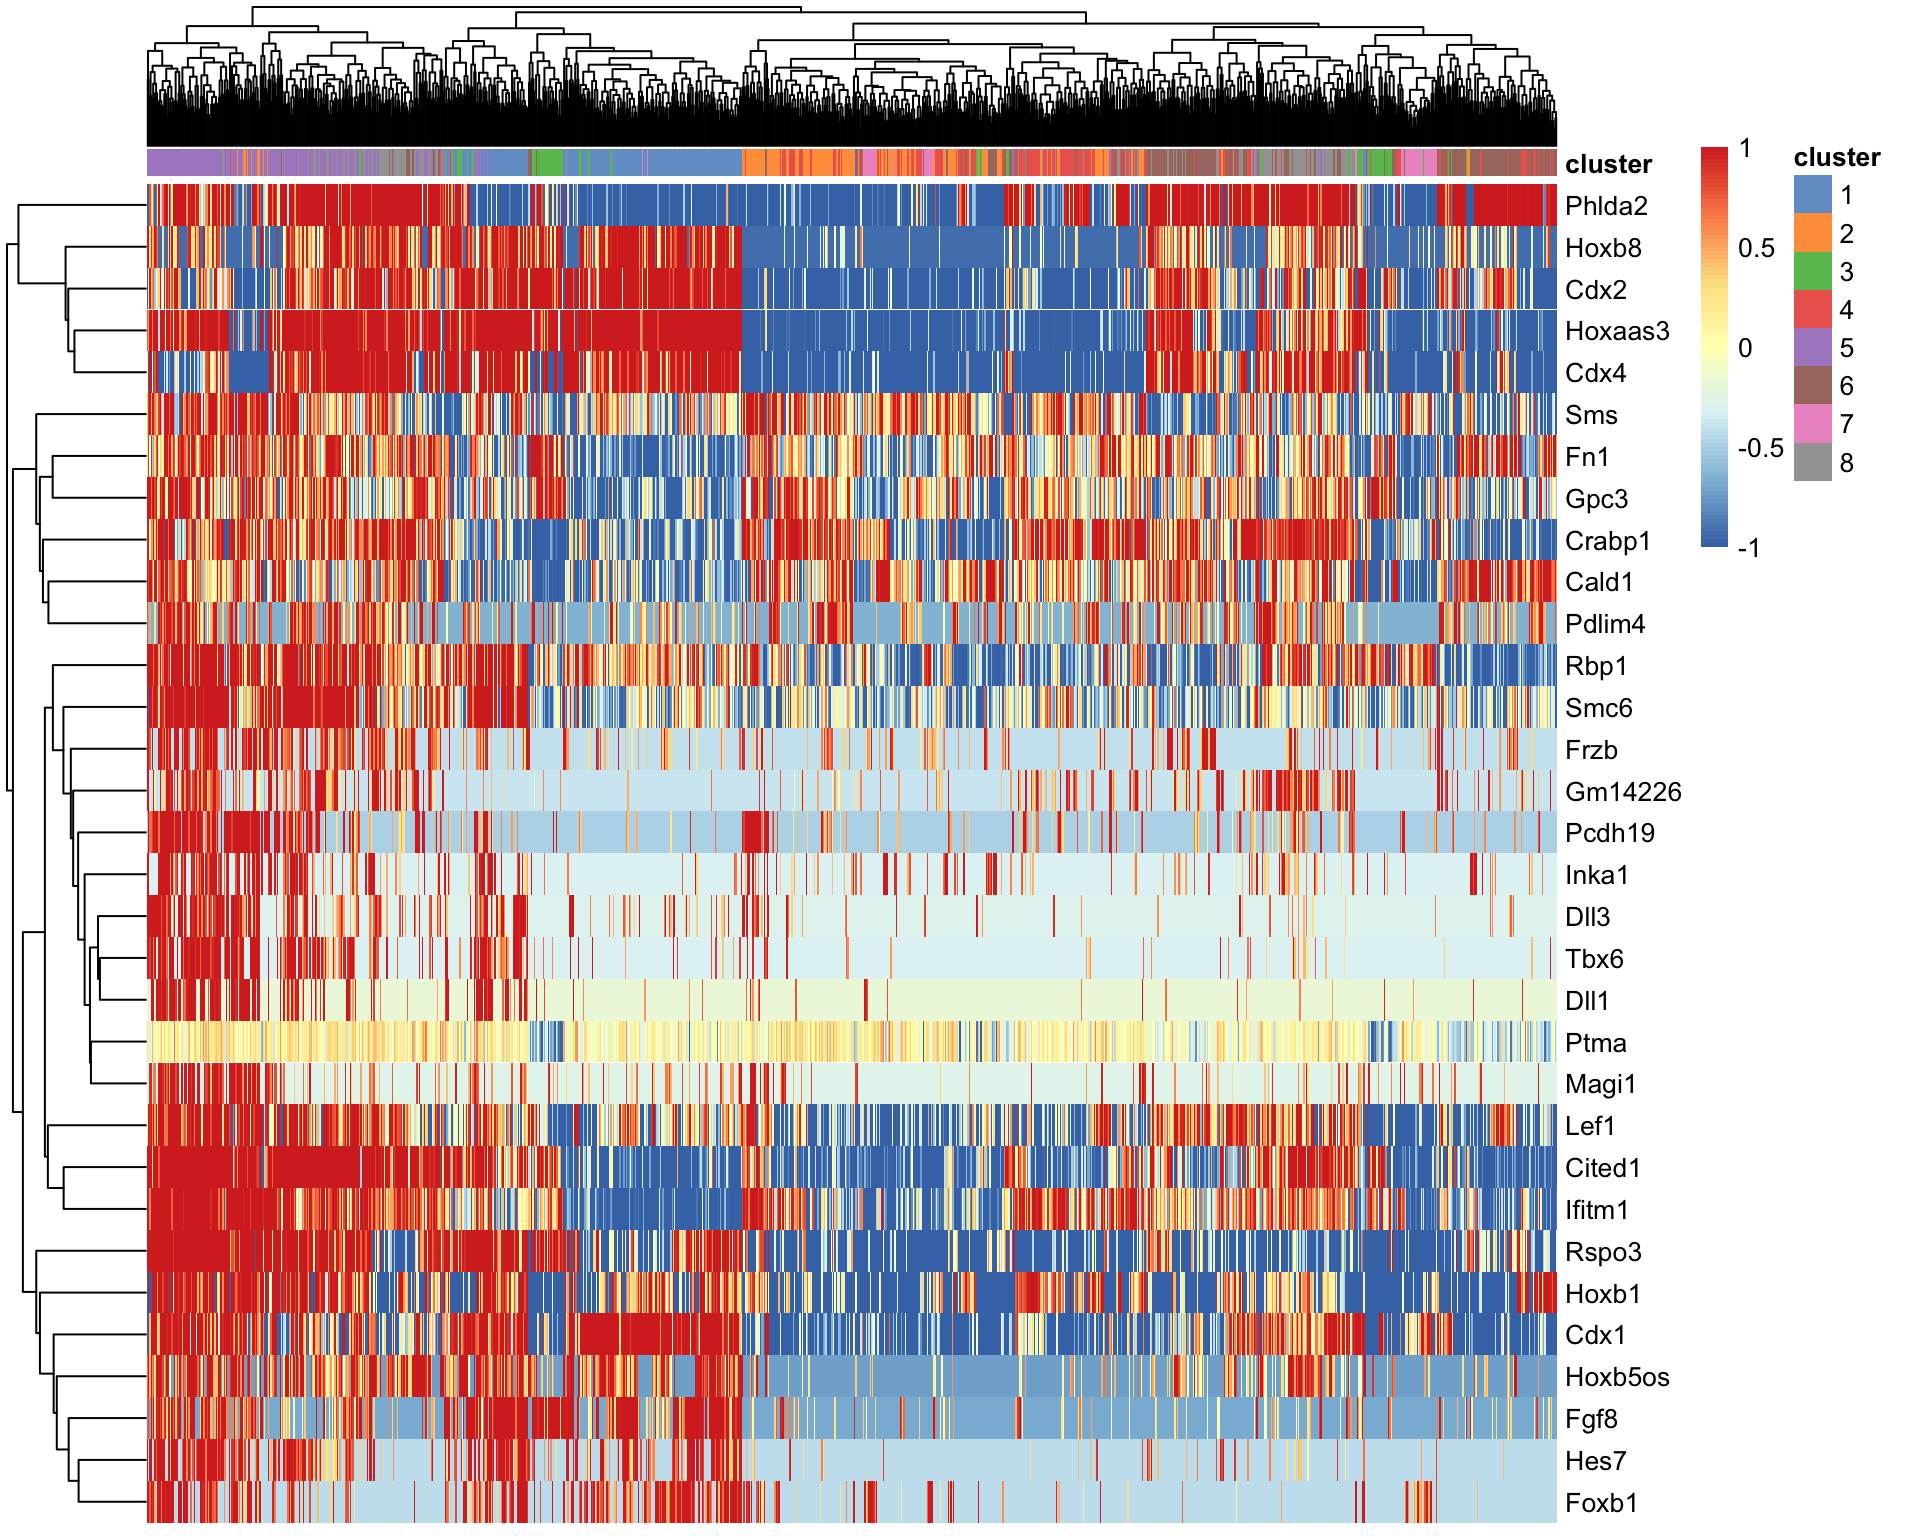 cluster
Phlda2
Hoxb8
Cdx2
Hoxaas3
Cdx4
Sms
Fn1
Gpc3
Crabp1
Cald1
Pdlim4
Rbp1
Smc6
Frzb
Gm14226
Pcdh19
Inka1
Dll3
Tbx6
Dll1
Ptma
Magi1
Lef1
Cited1
Ifitm1
Rspo3
Hoxb1
Cdx1
Hoxb5os
Fgf8
Hes7
Foxb1
1
0.5
0
-0.5
-1
cluster
1
2
3
4
5
6
7
8